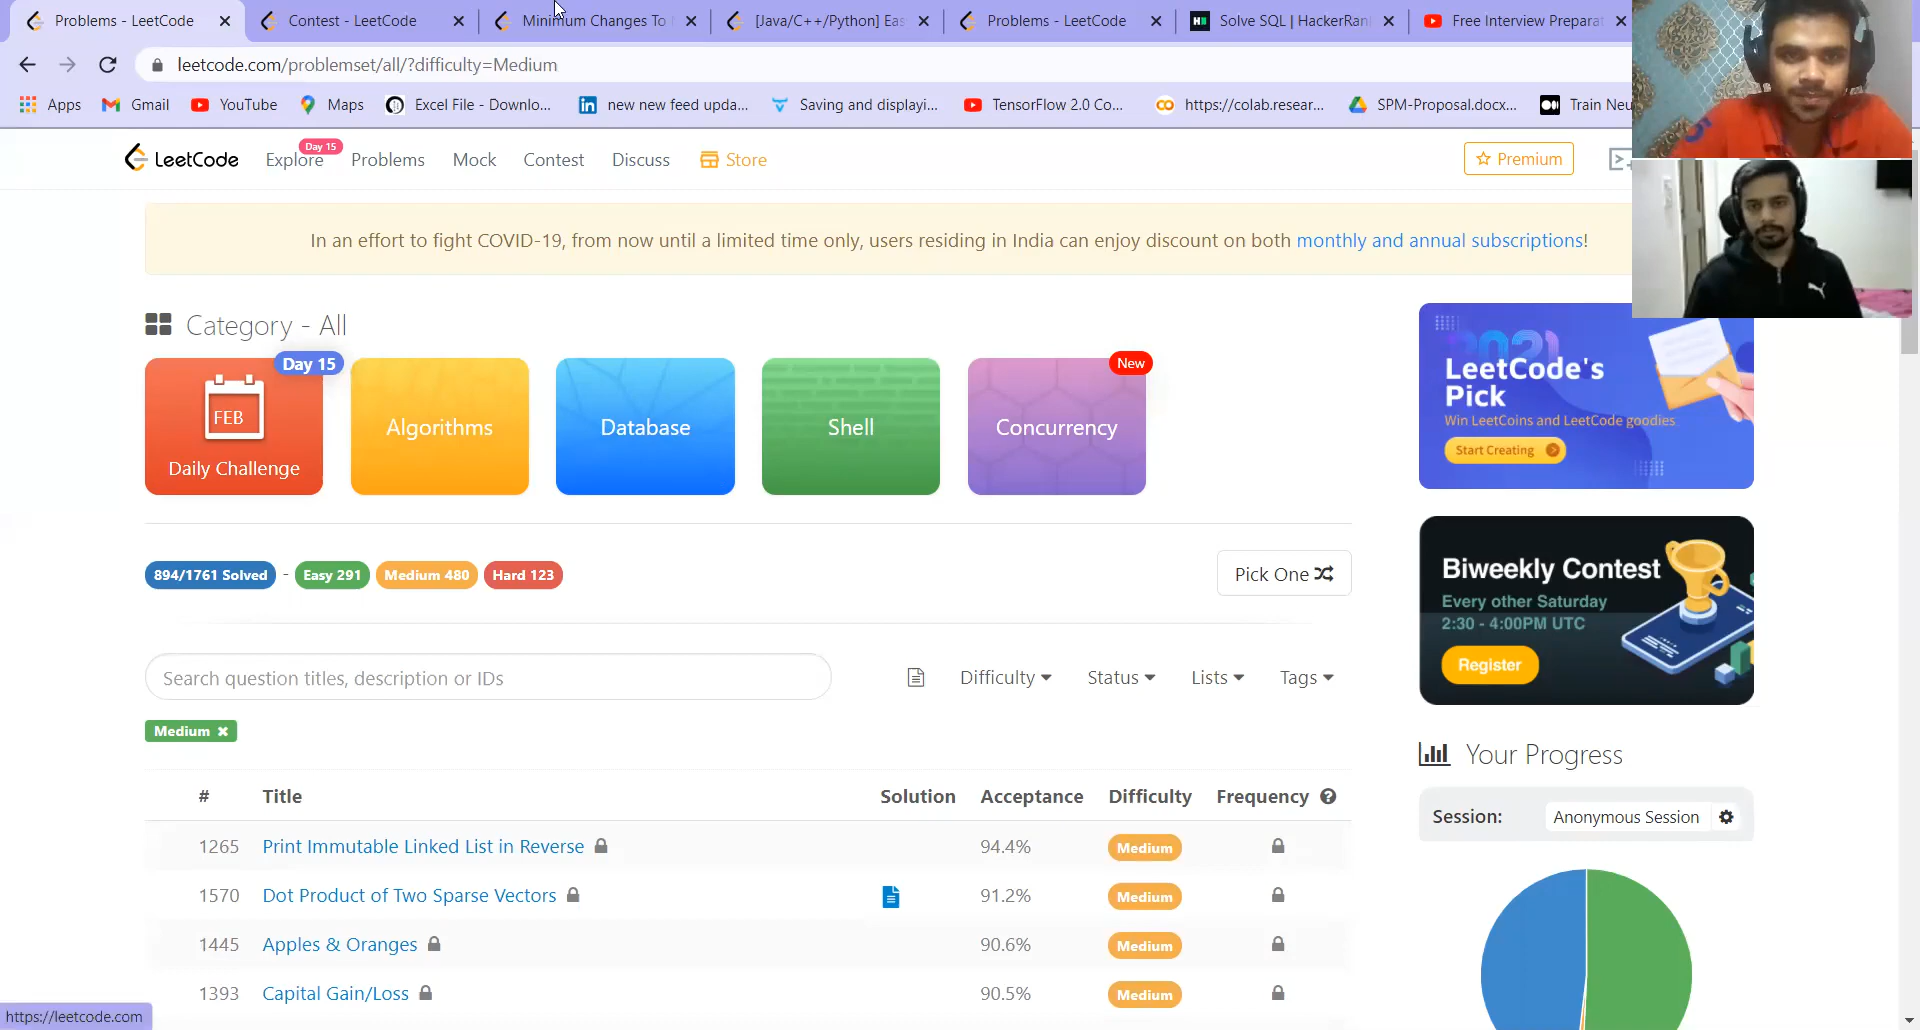 Problems - LeetCode
Contest - LeetCode
Minimum Changes To
[Java/C++/Python] Eas
Problems - LeetCode
Solve SQL | HackerRan
Free Interview Preparat
leetcode.com/problemset/all/?difficulty=Medium
Apps
Gmail
YouTube
Maps
Excel File - Downlo...
new new feed upda...
Saving and displayi...
TensorFlow 2.0 Co...
https://colab.resear...
SPM-Proposal.docx...
Train Neu
LeetCode
Explore
Day 15
Problems
Mock
Contest
Discuss
Store
Premium
In an effort to fight COVID-19, from now until a limited time only, users residing in India can enjoy discount on both monthly and annual subscriptions!
Category - All
Day 15
FEB
Daily Challenge
Algorithms
Database
Shell
New
Concurrency
2021
LeetCode's
Pick
Win LeetCoins and LeetCode goodies
Start Creating
894/1761 Solved - Easy 291 Medium 480 Hard 123
Pick One
Biweekly Contest
Every other Saturday
2:30 - 4:00PM UTC
Register
Search question titles, description or IDs
Difficulty
Status
Lists
Tags
Medium
Your Progress
Session: Anonymous Session
# Title Solution Acceptance Difficulty Frequency
1265 Print Immutable Linked List in Reverse 94.4% Medium
1570 Dot Product of Two Sparse Vectors 91.2% Medium
1445 Apples & Oranges 90.6% Medium
1393 Capital Gain/Loss 90.5% Medium
https://leetcode.com